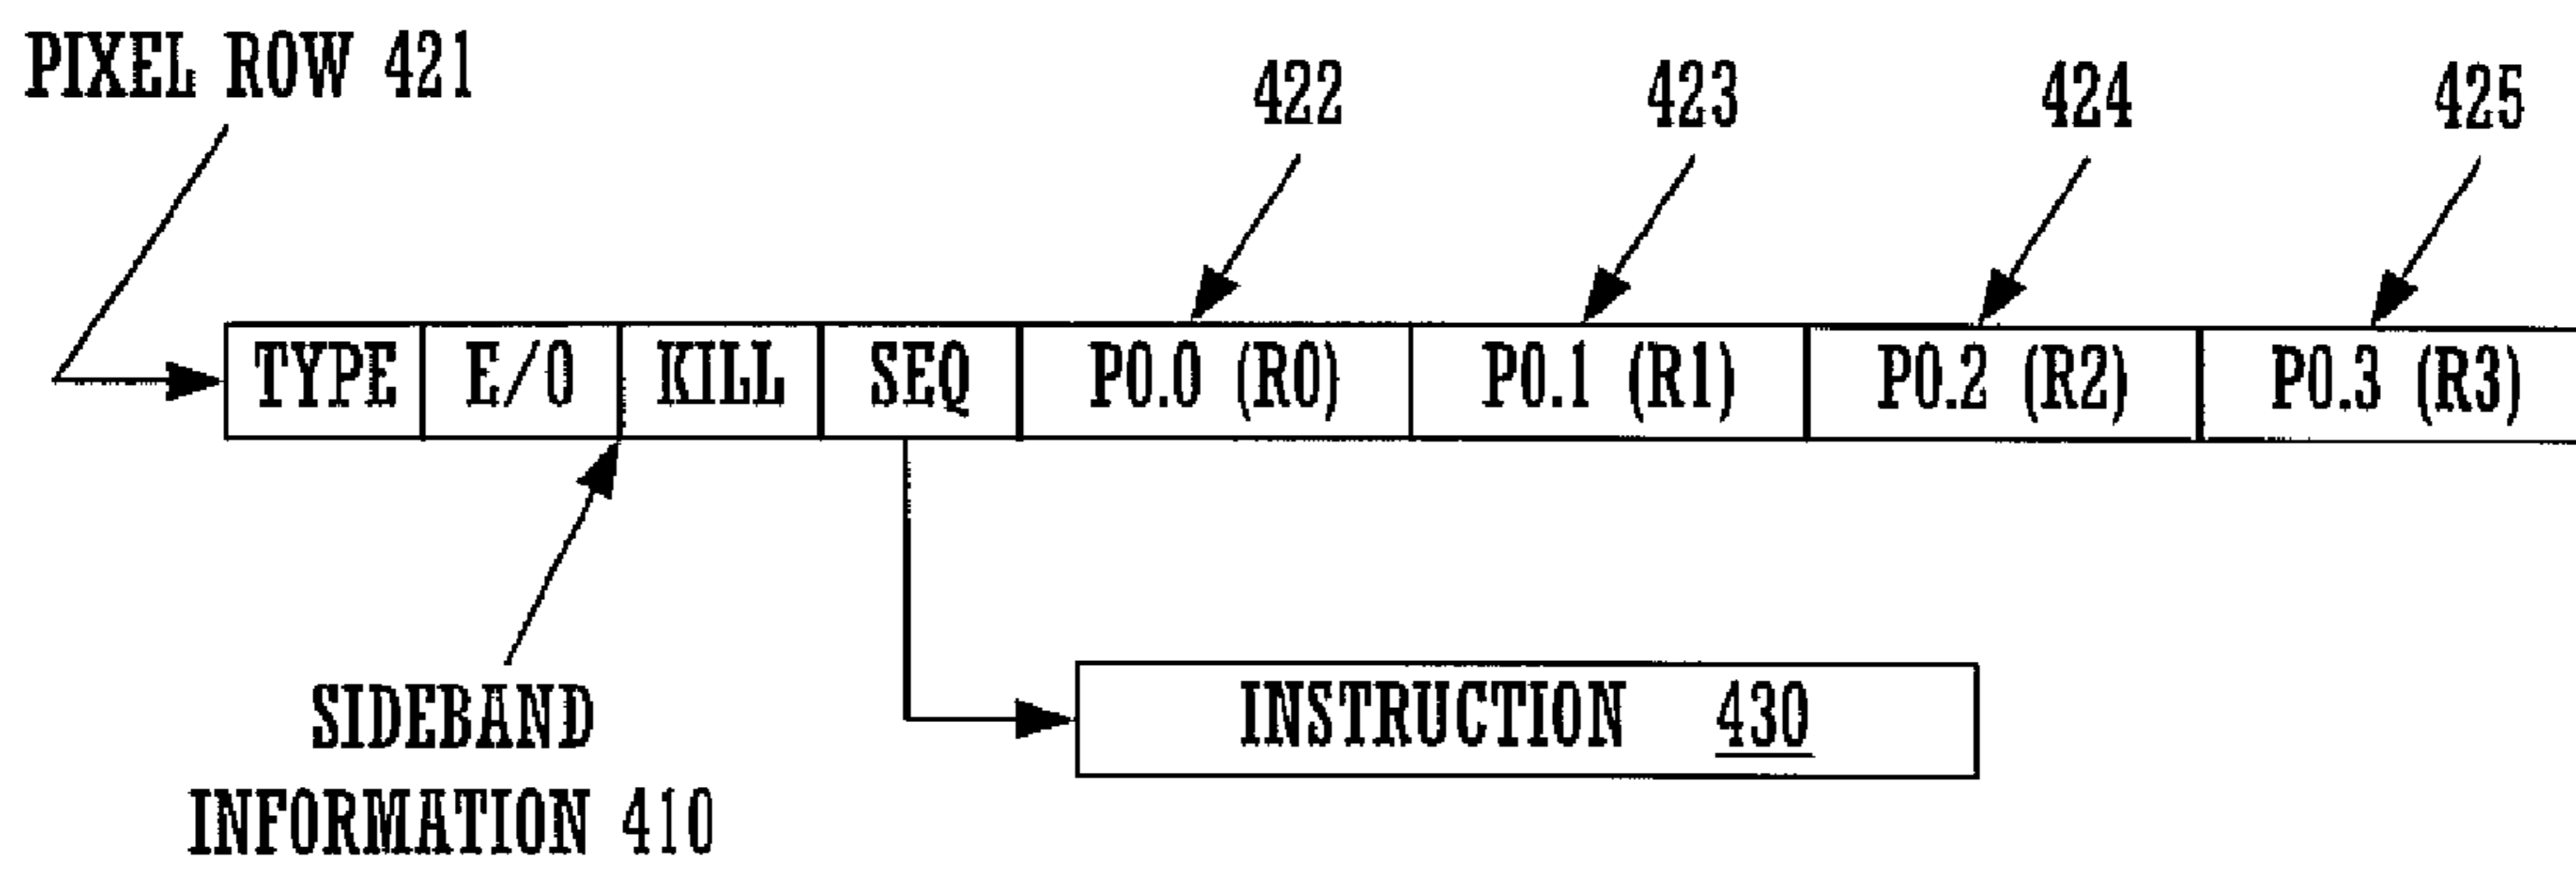 PIXEL ROW 421
422
423
424
425
TYPE E/O KILL SEQ P0.0 (R0) P0.1 (R1) P0.2 (R2) P0.3 (R3)
INSTRUCTION 430
SIDEBAND
INFORMATION 410